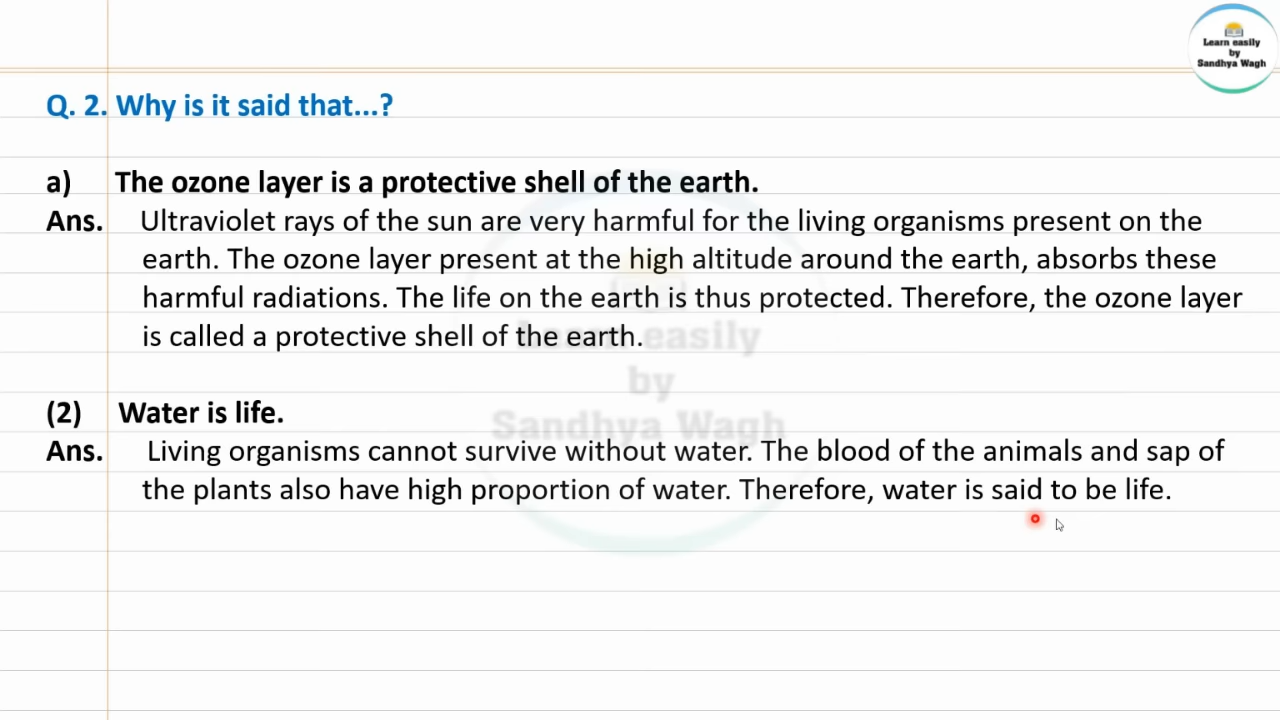 Learn easily
by
Sandhya Wagh
Q. 2. Why is it said that...?
a) The ozone layer is a protective shell of the earth.
Ans. Ultraviolet rays of the sun are very harmful for the living organisms present on the
earth. The ozone layer present at the high altitude around the earth, absorbs these
harmful radiations. The life on the earth is thus protected. Therefore, the ozone layer
is called a protective shell of the earth.
Learn easily
by
Sandhya Wagh
(2) Water is life.
Ans. Living organisms cannot survive without water. The blood of the animals and sap of
the plants also have high proportion of water. Therefore, water is said to be life.